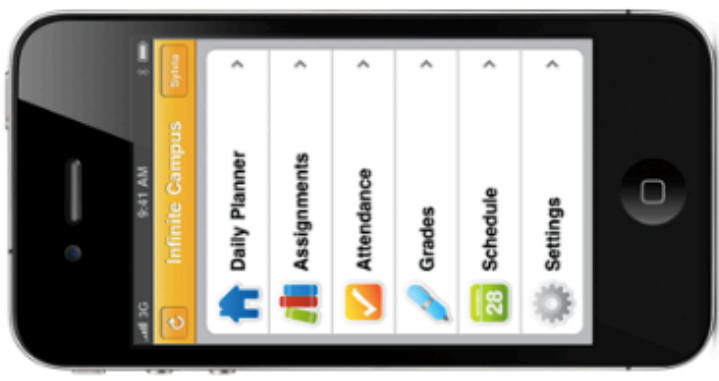 3G 9:41 AM
Infinite Campus Sylvia
Daily Planner
Assignments
Attendance
Grades
28 Schedule
Settings